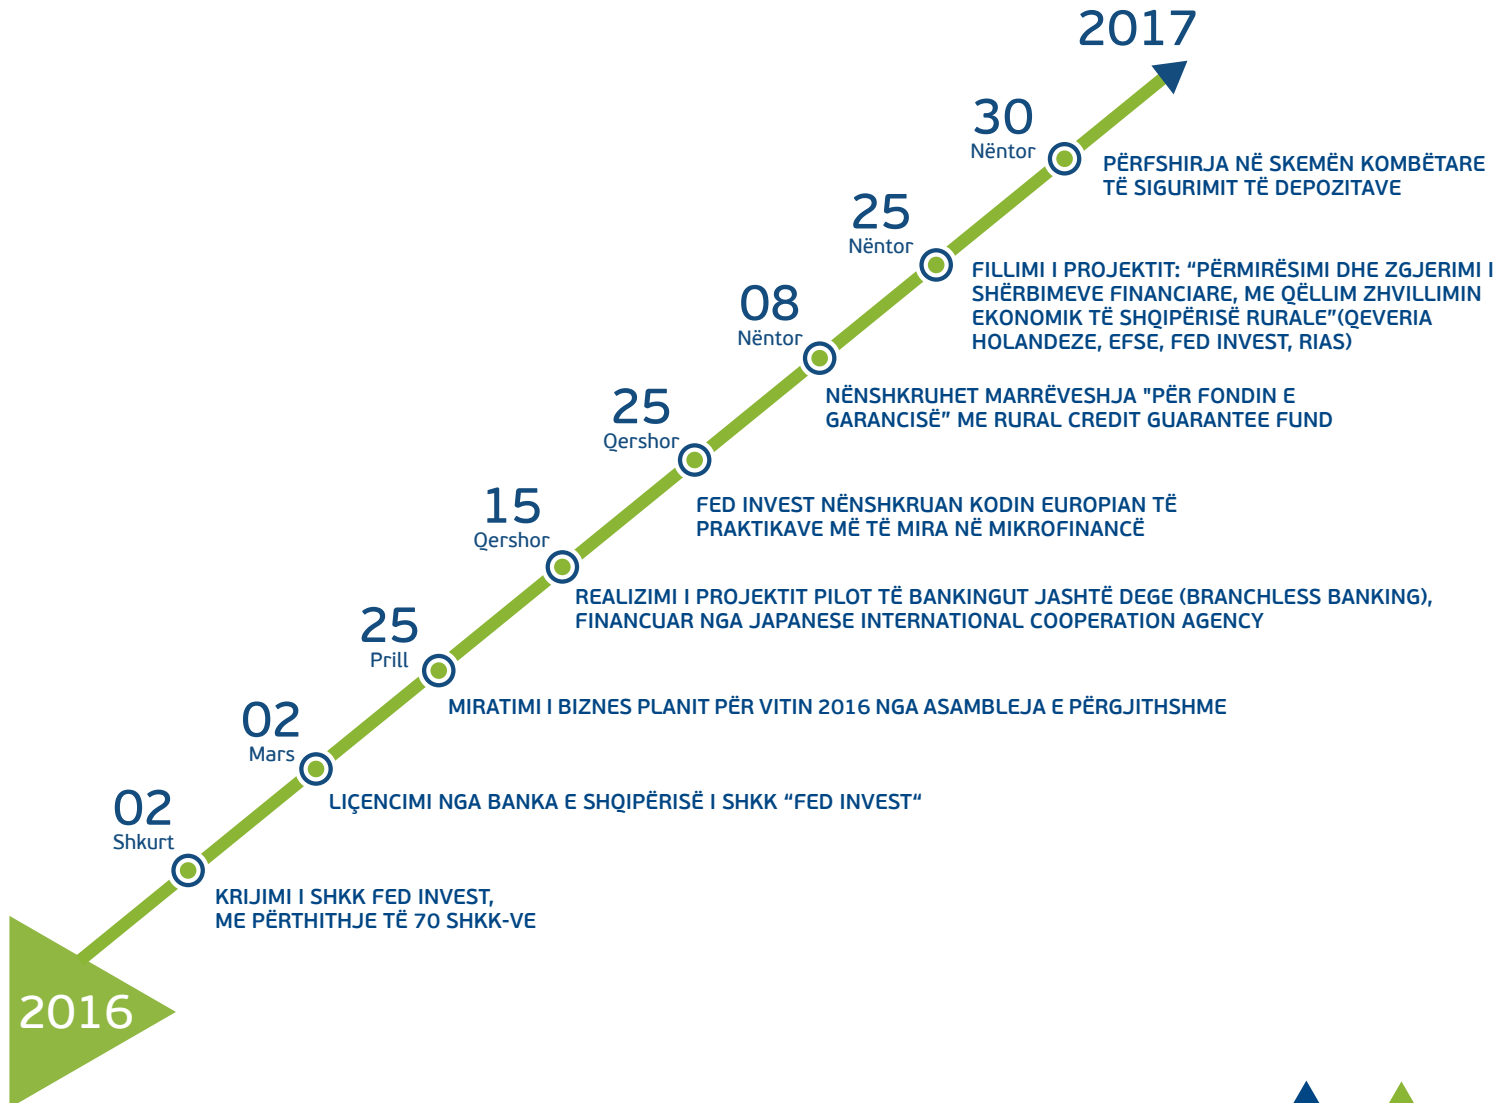 2017
30
Nëntor
PËRFSHIRJA NË SKEMËN KOMBËTARE
TË SIGURIMIT TË DEPOZITAVE
25
Nëntor
FILLIMI I PROJEKTIT: “PËRMIRËSIMI DHE ZGJERIMI I
SHËRBIMEVE FINANCIARE, ME QËLLIM ZHVILLIMIN
EKONOMIK TË SHQIPËRISË RURALE”(QEVERIA
HOLANDEZE, EFSE, FED INVEST, RIAS)
08
Nëntor
NËNSHKRUHET MARRËVESHJA "PËR FONDIN E
GARANCISË” ME RURAL CREDIT GUARANTEE FUND
25
Qershor
FED INVEST NËNSHKRUAN KODIN EUROPIAN TË
PRAKTIKAVE MË TË MIRA NË MIKROFINANCË
15
Qershor
REALIZIMI I PROJEKTIT PILOT TË BANKINGUT JASHTË DEGE (BRANCHLESS BANKING),
FINANCUAR NGA JAPANESE INTERNATIONAL COOPERATION AGENCY
25
Prill
MIRATIMI I BIZNES PLANIT PËR VITIN 2016 NGA ASAMBLEJA E PËRGJITHSHME
02
Mars
LIÇENCIMI NGA BANKA E SHQIPËRISË I SHKK “FED INVEST“
02
Shkurt
KRIJIMI I SHKK FED INVEST,
ME PËRTHITHJE TË 70 SHKK-VE
2016